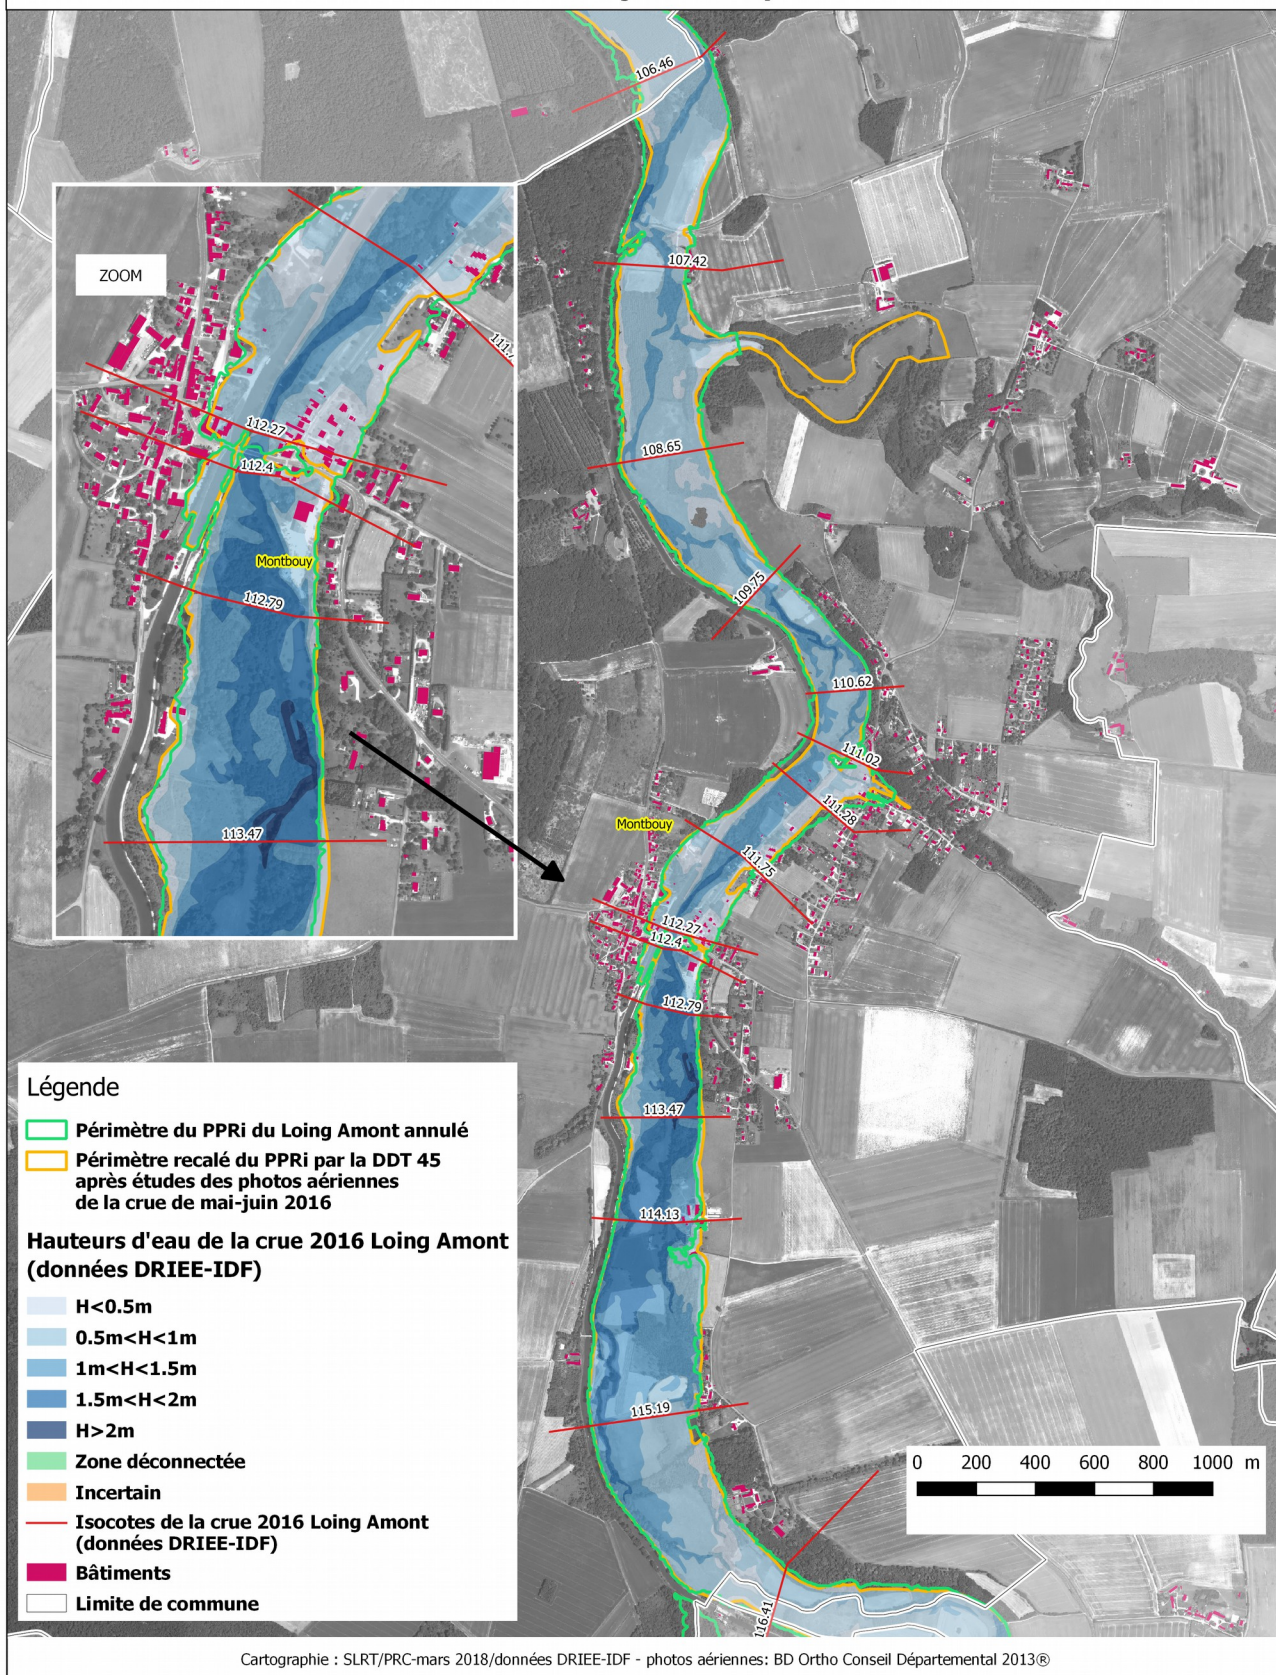 106.46
107.42
108.65
109.75
110.62
111.02
111.28
Montbouy
111.75
112.27
112.4
112.79
113.47
114.13
115.19
116.41
ZOOM
112.27
112.4
Montbouy
112.79
113.47
Légende
Périmètre du PPRi du Loing Amont annulé
Périmètre recalé du PPRi par la DDT 45
après études des photos aériennes
de la crue de mai-juin 2016
Hauteurs d'eau de la crue 2016 Loing Amont
(données DRIEE-IDF)
H<0.5m
0.5m<H<1m
1m<H<1.5m
1.5m<H<2m
H>2m
Zone déconnectée
Incertain
Isocotes de la crue 2016 Loing Amont
(données DRIEE-IDF)
Bâtiments
Limite de commune
0 200 400 600 800 1000 m
Cartographie : SLRT/PRC-mars 2018/données DRIEE-IDF - photos aériennes: BD Ortho Conseil Départemental 2013®